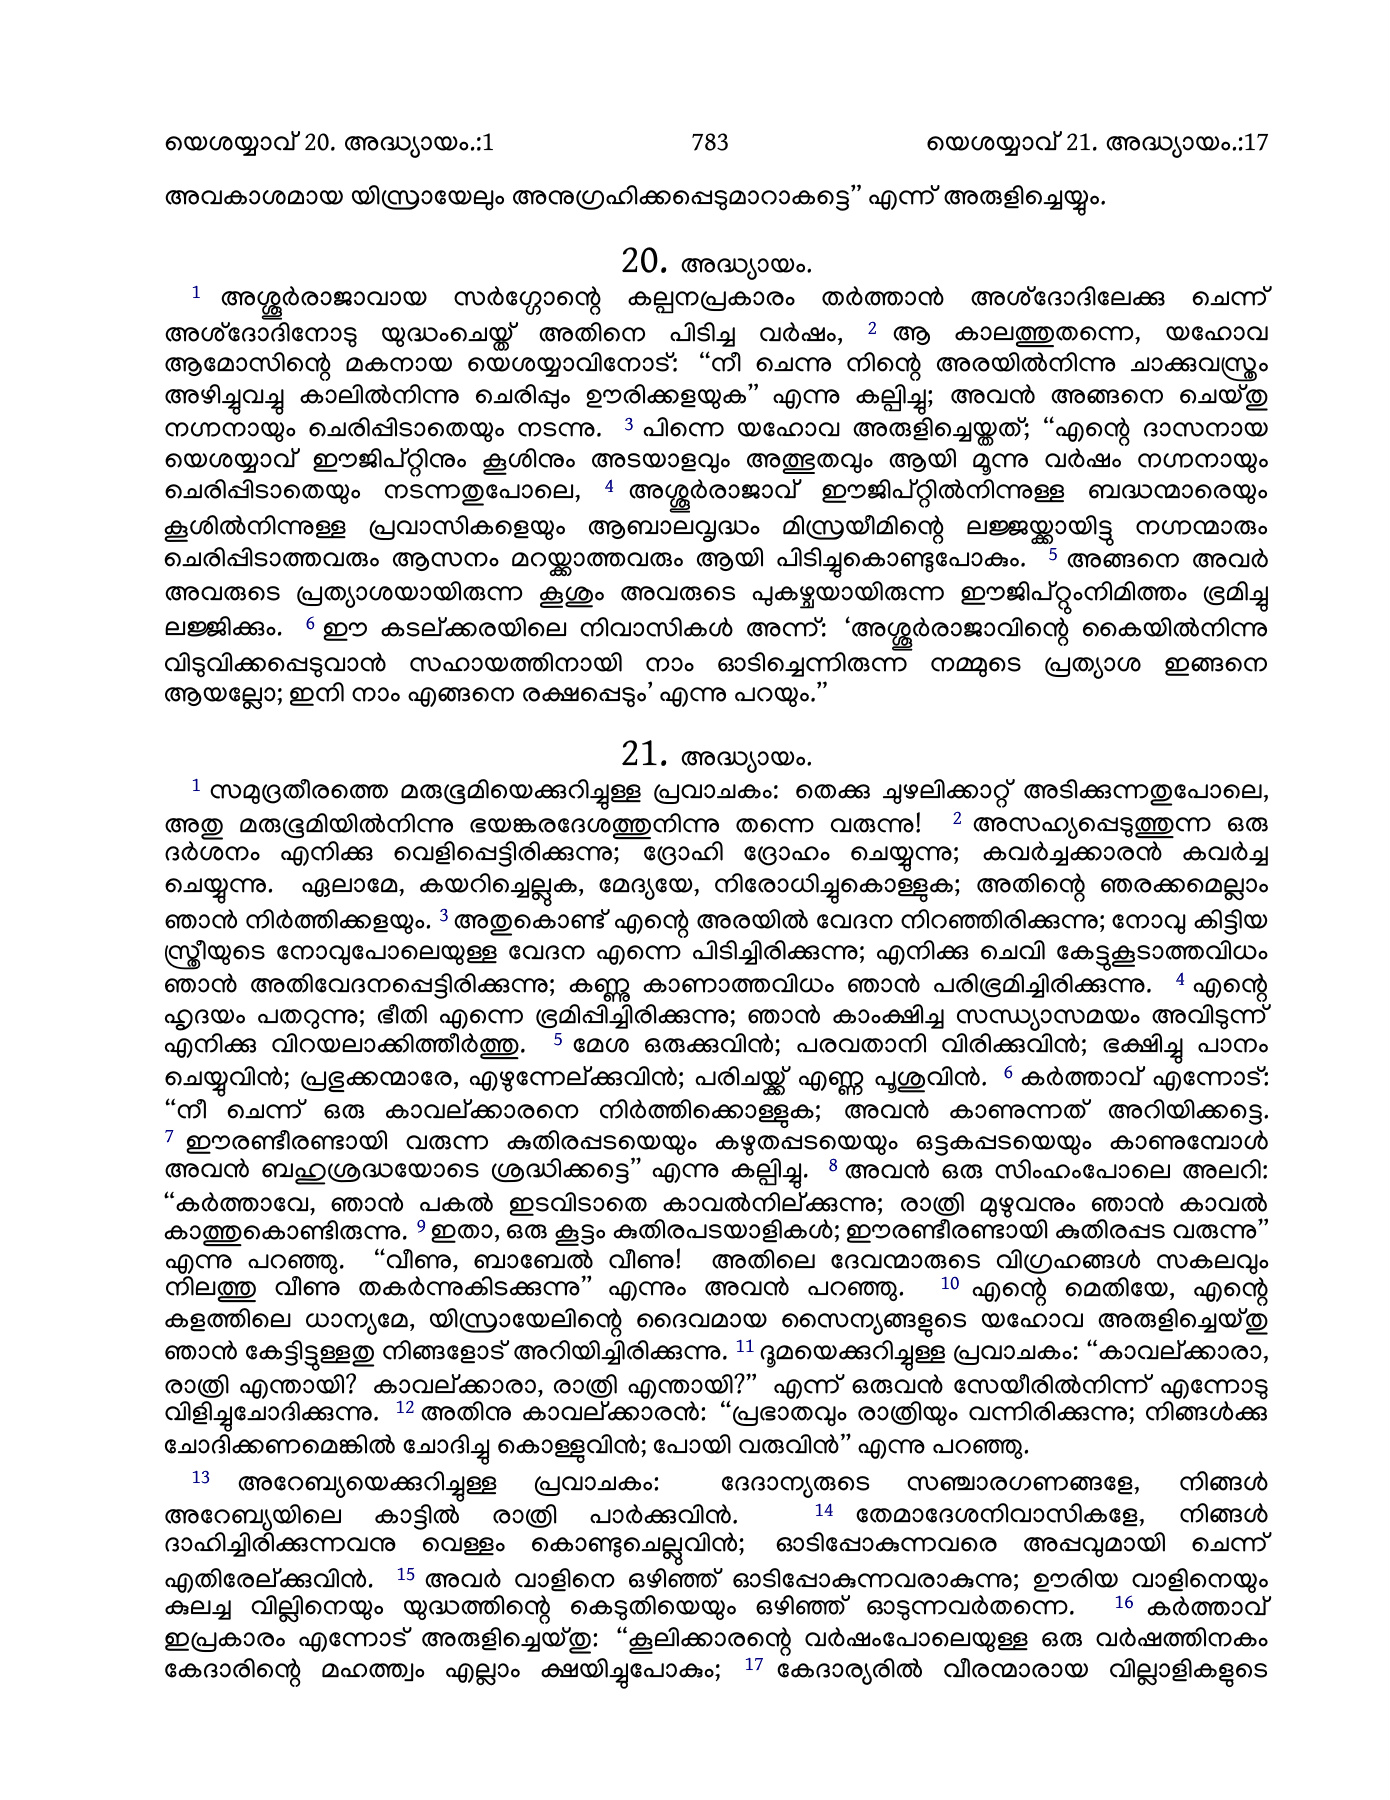 യെശയ്യാവ് 20. അദ്ധ്യായം.:1 783 യെശയ്യാവ് 21. അദ്ധ്യായം.:17
അവകാശമായ യിസ്രായേലും അനുഗ്രഹിക്കപ്പെടുമാറാകട്ടെ” എന്ന് അരുളിച്ചെയ്യും.
20. അദ്ധ്യായം.
1 അശ്ശൂർരാജാവായ സർഗ്ഗോന്റെ കല്പനപ്രകാരം തർത്താൻ അശ്ദോദിലേക്കു ചെന്ന്
അശ്ദോദിനോടു യുദ്ധംചെയ്ത് അതിനെ പിടിച്ച വർഷം, 2 ആ കാലത്തുതന്നെ, യഹോവ
ആമോസിന്റെ മകനായ യെശയ്യാവിനോട്: “നീ ചെന്നു നിന്റെ അരയിൽനിന്നു ചാക്കുവസ്ത്രം
അഴിച്ചുവച്ചു കാലിൽനിന്നു ചെരിപ്പും ഊരിക്കളയുക” എന്നു കല്പിച്ചു; അവൻ അങ്ങനെ ചെയ്തു
നഗ്നനായും ചെരിപ്പിടാതെയും നടന്നു. 3 പിന്നെ യഹോവ അരുളിച്ചെയ്തത്; “എന്റെ ദാസനായ
യെശയ്യാവ് ഈജിപ്റ്റിനും കൂശിനും അടയാളവും അത്ഭുതവും ആയി മൂന്നു വർഷം നഗ്നനായും
ചെരിപ്പിടാതെയും നടന്നതുപോലെ, 4 അശ്ശൂർരാജാവ് ഈജിപ്റ്റിൽനിന്നുള്ള ബദ്ധന്മാരെയും
കൂശിൽനിന്നുള്ള പ്രവാസികളെയും ആബാലവൃദ്ധം മിസ്രയീമിന്റെ ലജ്ജയ്ക്കായിട്ടു നഗ്നന്മാരും
ചെരിപ്പിടാത്തവരും ആസനം മറയ്ക്കാത്തവരും ആയി പിടിച്ചുകൊണ്ടുപോകും. 5 അങ്ങനെ അവർ
അവരുടെ പ്രത്യാശയായിരുന്ന കൂശും അവരുടെ പുകഴ്ചയായിരുന്ന ഈജിപ്റ്റുംനിമിത്തം ഭ്രമിച്ചു
ലജ്ജിക്കും. 6 ഈ കടല്ക്കരയിലെ നിവാസികൾ അന്ന്: ‘അശ്ശൂർരാജാവിന്റെ കൈയിൽനിന്നു
വിടുവിക്കപ്പെടുവാൻ സഹായത്തിനായി നാം ഓടിച്ചെന്നിരുന്ന നമ്മുടെ പ്രത്യാശ ഇങ്ങനെ
ആയല്ലോ; ഇനി നാം എങ്ങനെ രക്ഷപ്പെടും’ എന്നു പറയും.”
21. അദ്ധ്യായം.
1 സമുദ്രതീരത്തെ മരുഭൂമിയെക്കുറിച്ചുള്ള പ്രവാചകം: തെക്കു ചുഴലിക്കാറ്റ് അടിക്കുന്നതുപോലെ,
അതു മരുഭൂമിയിൽനിന്നു ഭയങ്കരദേശത്തുനിന്നു തന്നെ വരുന്നു! 2 അസഹ്യപ്പെടുത്തുന്ന ഒരു
ദർശനം എനിക്കു വെളിപ്പെട്ടിരിക്കുന്നു; ദ്രോഹി ദ്രോഹം ചെയ്യുന്നു; കവർച്ചക്കാരൻ കവർച്ച
ചെയ്യുന്നു. ഏലാമേ, കയറിച്ചെല്ലുക, മേദ്യയേ, നിരോധിച്ചുകൊള്ളുക; അതിന്റെ ഞരക്കമെല്ലാം
ഞാൻ നിർത്തിക്കളയും. 3 അതുകൊണ്ട് എന്റെ അരയിൽ വേദന നിറഞ്ഞിരിക്കുന്നു; നോവു കിട്ടിയ
സ്ത്രീയുടെ നോവുപോലെയുള്ള വേദന എന്നെ പിടിച്ചിരിക്കുന്നു; എനിക്കു ചെവി കേട്ടുകൂടാത്തവിധം
ഞാൻ അതിവേദനപ്പെട്ടിരിക്കുന്നു; കണ്ണു കാണാത്തവിധം ഞാൻ പരിഭ്രമിച്ചിരിക്കുന്നു. 4 എന്റെ
ഹൃദയം പതറുന്നു; ഭീതി എന്നെ ഭ്രമിപ്പിച്ചിരിക്കുന്നു; ഞാൻ കാംക്ഷിച്ച സന്ധ്യാസമയം അവിടുന്ന്
എനിക്കു വിറയലാക്കിത്തീർത്തു. 5 മേശ ഒരുക്കുവിൻ; പരവതാനി വിരിക്കുവിൻ; ഭക്ഷിച്ചു പാനം
ചെയ്യുവിൻ; പ്രഭുക്കന്മാരേ, എഴുന്നേല്ക്കുവിൻ; പരിചയ്ക്ക് എണ്ണ പൂശുവിൻ. 6 കർത്താവ് എന്നോട്:
“നീ ചെന്ന് ഒരു കാവല്ക്കാരനെ നിർത്തിക്കൊള്ളുക; അവൻ കാണുന്നത് അറിയിക്കട്ടെ.
7 ഈരണ്ടീരണ്ടായി വരുന്ന കുതിരപ്പടയെയും കഴുതപ്പടയെയും ഒട്ടകപ്പടയെയും കാണുമ്പോൾ
അവൻ ബഹുശ്രദ്ധയോടെ ശ്രദ്ധിക്കട്ടെ” എന്നു കല്പിച്ചു. 8 അവൻ ഒരു സിംഹംപോലെ അലറി:
“കർത്താവേ, ഞാൻ പകൽ ഇടവിടാതെ കാവൽനില്ക്കുന്നു; രാത്രി മുഴുവനും ഞാൻ കാവൽ
കാത്തുകൊണ്ടിരുന്നു. 9 ഇതാ, ഒരു കൂട്ടം കുതിരപടയാളികൾ; ഈരണ്ടീരണ്ടായി കുതിരപ്പട വരുന്നു”
എന്നു പറഞ്ഞു. “വീണു, ബാബേൽ വീണു! അതിലെ ദേവന്മാരുടെ വിഗ്രഹങ്ങൾ സകലവും
നിലത്തു വീണു തകർന്നുകിടക്കുന്നു” എന്നും അവൻ പറഞ്ഞു. 10 എന്റെ മെതിയേ, എന്റെ
കളത്തിലെ ധാന്യമേ, യിസ്രായേലിന്റെ ദൈവമായ സൈന്യങ്ങളുടെ യഹോവ അരുളിച്ചെയ്തു
ഞാൻ കേട്ടിട്ടുള്ളതു നിങ്ങളോട് അറിയിച്ചിരിക്കുന്നു. 11 ദൂമയെക്കുറിച്ചുള്ള പ്രവാചകം: “കാവല്ക്കാരാ,
രാത്രി എന്തായി? കാവല്ക്കാരാ, രാത്രി എന്തായി?” എന്ന് ഒരുവൻ സേയീരിൽനിന്ന് എന്നോടു
വിളിച്ചുചോദിക്കുന്നു. 12 അതിനു കാവല്ക്കാരൻ: “പ്രഭാതവും രാത്രിയും വന്നിരിക്കുന്നു; നിങ്ങൾക്കു
ചോദിക്കണമെങ്കിൽ ചോദിച്ചു കൊള്ളുവിൻ; പോയി വരുവിൻ” എന്നു പറഞ്ഞു.
13 അറേബ്യയെക്കുറിച്ചുള്ള പ്രവാചകം: ദേദാന്യരുടെ സഞ്ചാരഗണങ്ങളേ, നിങ്ങൾ
അറേബ്യയിലെ കാട്ടിൽ രാത്രി പാർക്കുവിൻ. 14 തേമാദേശനിവാസികളേ, നിങ്ങൾ
ദാഹിച്ചിരിക്കുന്നവനു വെള്ളം കൊണ്ടുചെല്ലുവിൻ; ഓടിപ്പോകുന്നവരെ അപ്പവുമായി ചെന്ന്
എതിരേല്ക്കുവിൻ. 15 അവർ വാളിനെ ഒഴിഞ്ഞ് ഓടിപ്പോകുന്നവരാകുന്നു; ഊരിയ വാളിനെയും
കുലച്ച വില്ലിനെയും യുദ്ധത്തിന്റെ കെടുതിയെയും ഒഴിഞ്ഞ് ഓടുന്നവർതന്നെ. 16 കർത്താവ്
ഇപ്രകാരം എന്നോട് അരുളിച്ചെയ്തു: “കൂലിക്കാരന്റെ വർഷംപോലെയുള്ള ഒരു വർഷത്തിനകം
കേദാരിന്റെ മഹത്ത്വം എല്ലാം ക്ഷയിച്ചുപോകും; 17 കേദാര്യരിൽ വീരന്മാരായ വില്ലാളികളുടെ